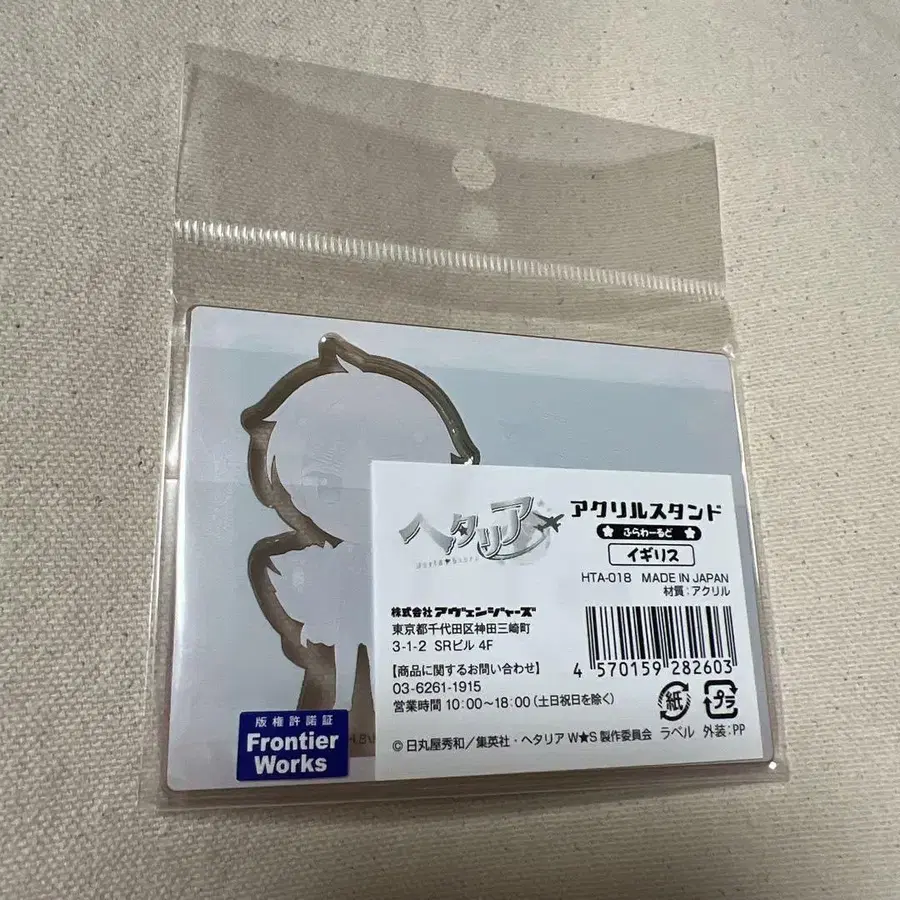 ヘタリア
World★Stars
アクリルスタンド
★ ふらわーるど ★
イギリス
HTA-018 MADE IN JAPAN
材質:アクリル
株式会社アヴェンジャーズ
東京都千代田区神田三崎町
3-1-2 SRビル 4F
【商品に関するお問い合わせ】
03-6261-1915
営業時間 10:00~18:00(土日祝日を除く)
4 570159 282603
紙
プラ
ラベル 外装:PP
© 日丸屋秀和/集英社・ヘタリア W★S 製作委員会
版権許諾証
Frontier
Works